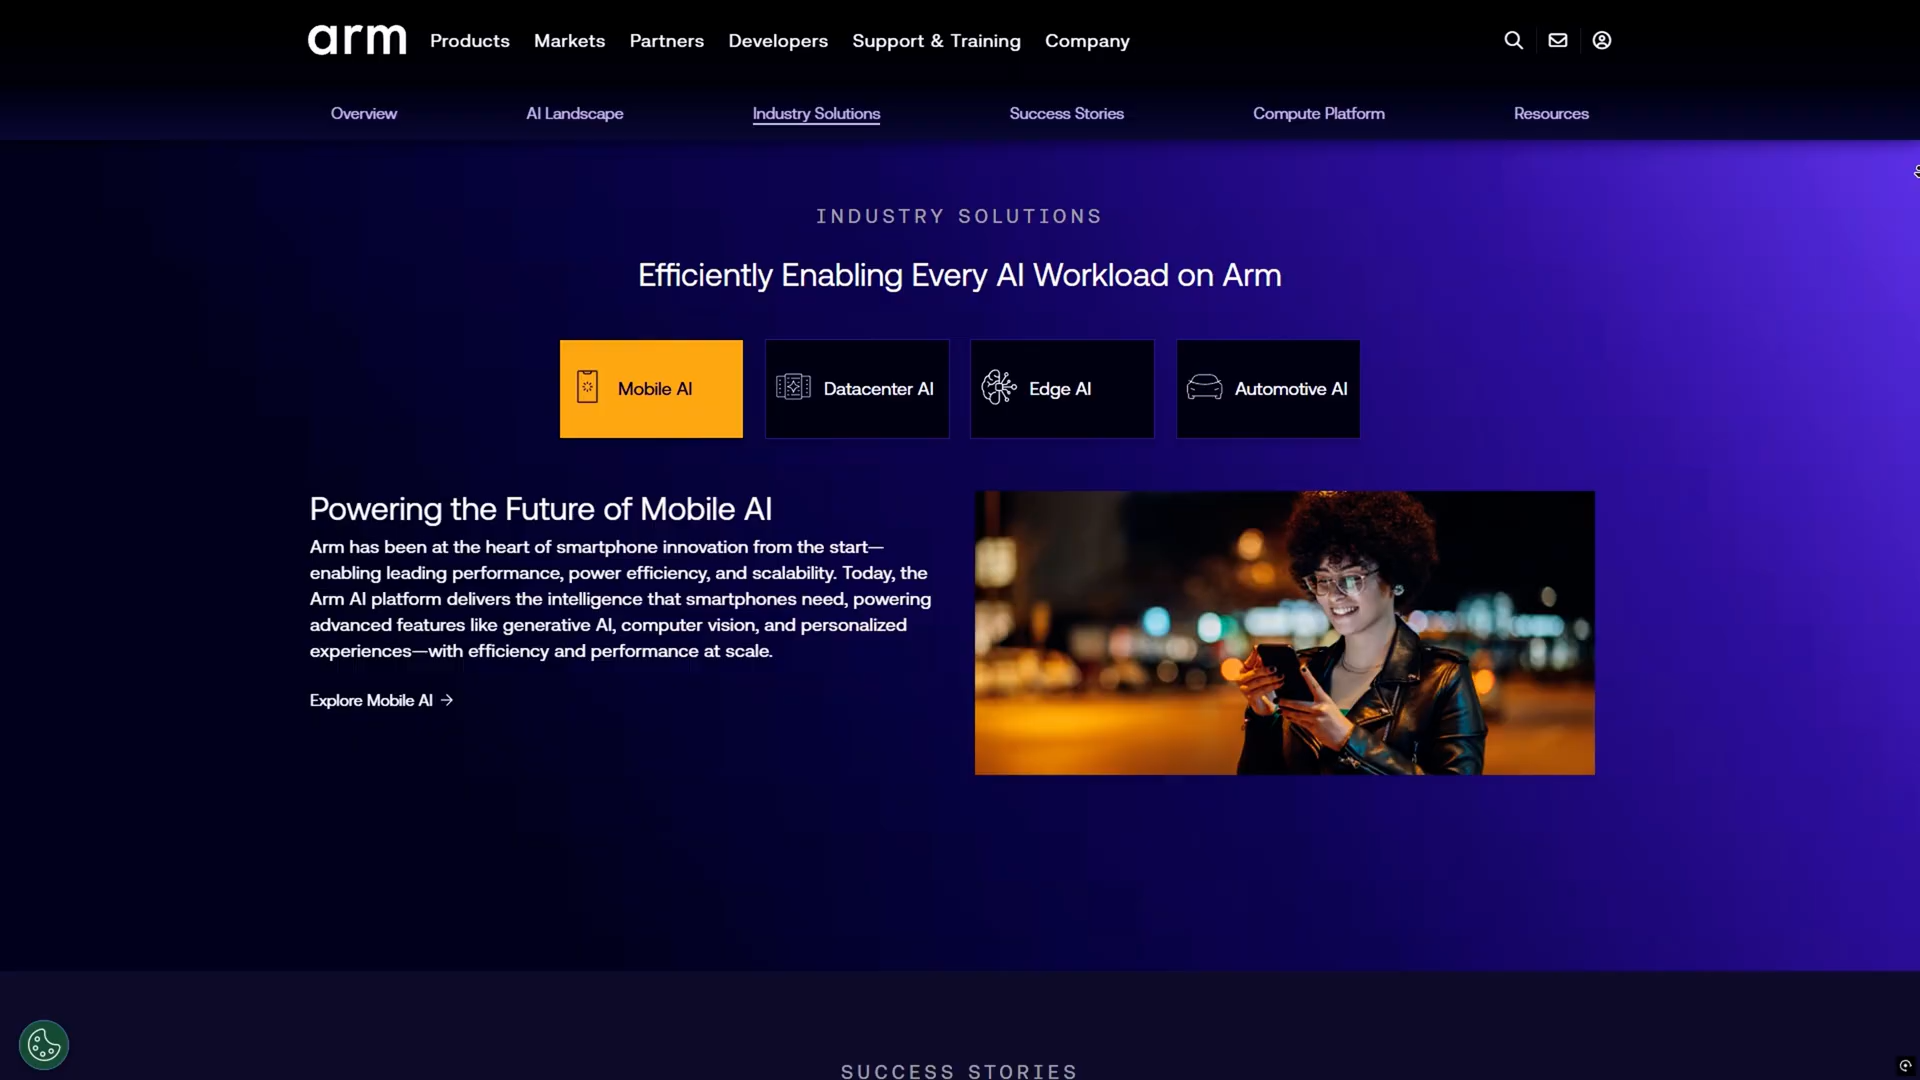 arm
Products
Markets
Partners
Developers
Support & Training
Company
Overview
AI Landscape
Industry Solutions
Success Stories
Compute Platform
Resources
INDUSTRY SOLUTIONS
Efficiently Enabling Every AI Workload on Arm
Mobile AI
Datacenter AI
Edge AI
Automotive AI
Powering the Future of Mobile AI
Arm has been at the heart of smartphone innovation from the start—
enabling leading performance, power efficiency, and scalability. Today, the
Arm AI platform delivers the intelligence that smartphones need, powering
advanced features like generative AI, computer vision, and personalized
experiences—with efficiency and performance at scale.
Explore Mobile AI →
SUCCESS STORIES